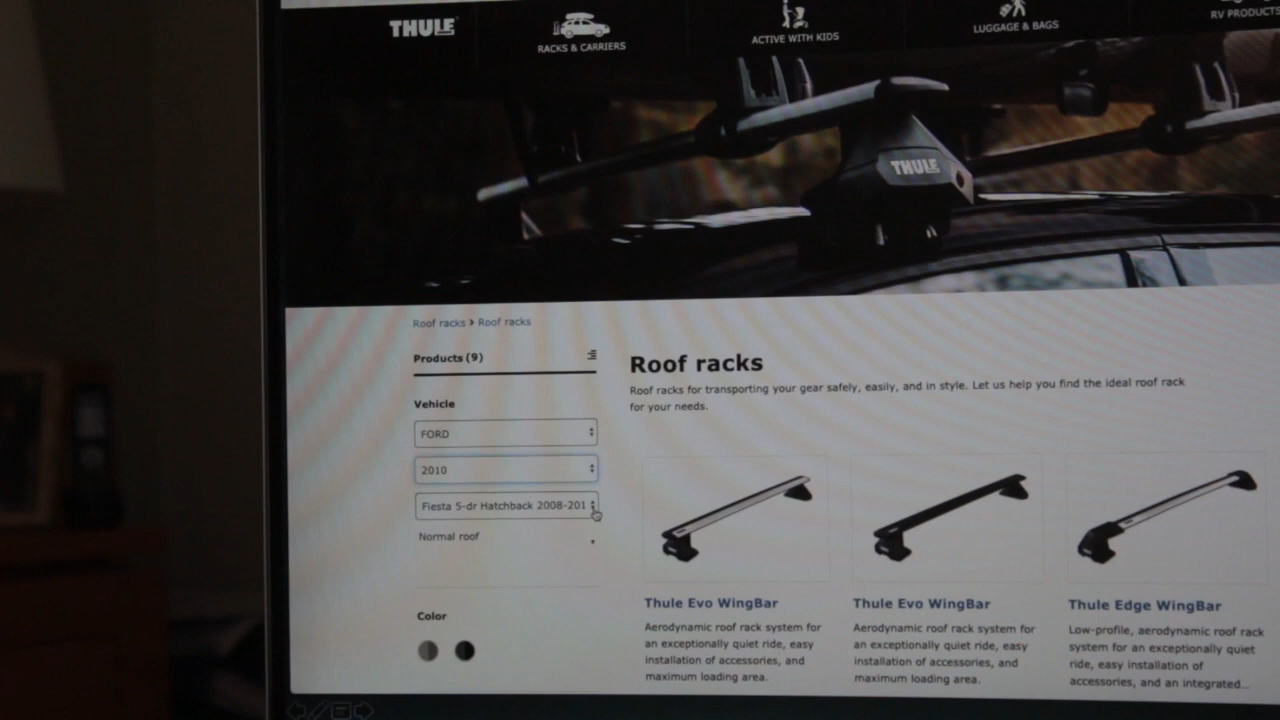 THULE
RACKS & CARRIERS
ACTIVE WITH KIDS
LUGGAGE & BAGS
RV PRODUCTS
THULE
Roof racks > Roof racks
Products (9)
Vehicle
FORD
2010
Fiesta 5-dr Hatchback 2008-201
Normal roof
Color
Roof racks
Roof racks for transporting your gear safely, easily, and in style. Let us help you find the ideal roof rack
for your needs.
Thule Evo WingBar
Aerodynamic roof rack system for
an exceptionally quiet ride, easy
installation of accessories, and
maximum loading area.
Thule Evo WingBar
Aerodynamic roof rack system for
an exceptionally quiet ride, easy
installation of accessories, and
maximum loading area.
Thule Edge WingBar
Low-profile, aerodynamic roof rack
system for an exceptionally quiet
ride, easy installation of
accessories, and an integrated...